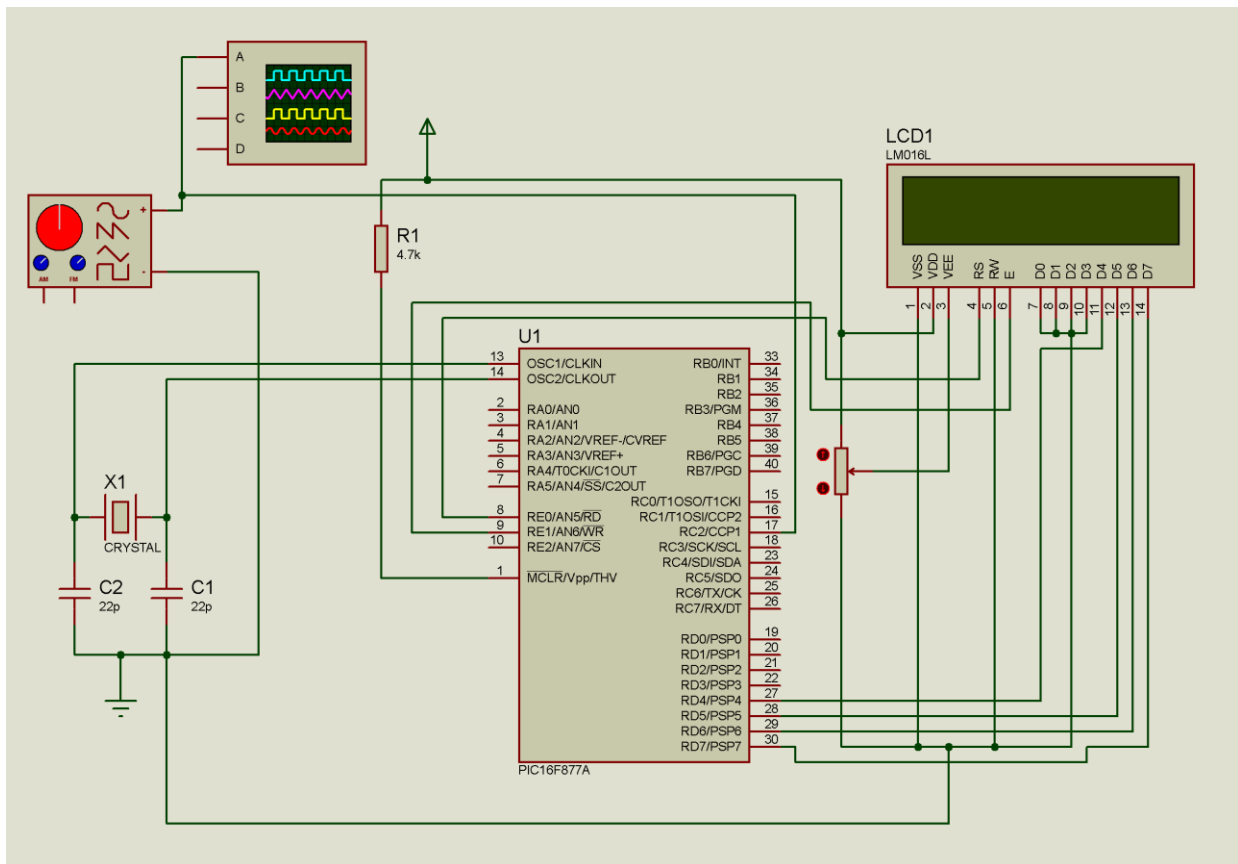 A
B
C
D
+
-
AM
FM
R1
4.7k
LCD1
LM016L
VSS
VDD
VEE
RS
RW
E
D0
D1
D2
D3
D4
D5
D6
D7
1
2
3
4
5
6
7
8
9
10
11
12
13
14
U1
13 OSC1/CLKIN
14 OSC2/CLKOUT
2 RA0/AN0
3 RA1/AN1
4 RA2/AN2/VREF-/CVREF
5 RA3/AN3/VREF+
6 RA4/T0CKI/C1OUT
7 RA5/AN4/SS/C2OUT
8 RE0/AN5/RD
9 RE1/AN6/WR
10 RE2/AN7/CS
1 MCLR/Vpp/THV
RB0/INT 33
RB1 34
RB2 35
RB3/PGM 36
RB4 37
RB5 38
RB6/PGC 39
RB7/PGD 40
RC0/T1OSO/T1CKI 15
RC1/T1OSI/CCP2 16
RC2/CCP1 17
RC3/SCK/SCL 18
RC4/SDI/SDA 23
RC5/SDO 24
RC6/TX/CK 25
RC7/RX/DT 26
RD0/PSP0 19
RD1/PSP1 20
RD2/PSP2 21
RD3/PSP3 22
RD4/PSP4 27
RD5/PSP5 28
RD6/PSP6 29
RD7/PSP7 30
PIC16F877A
X1
CRYSTAL
C2
22p
C1
22p